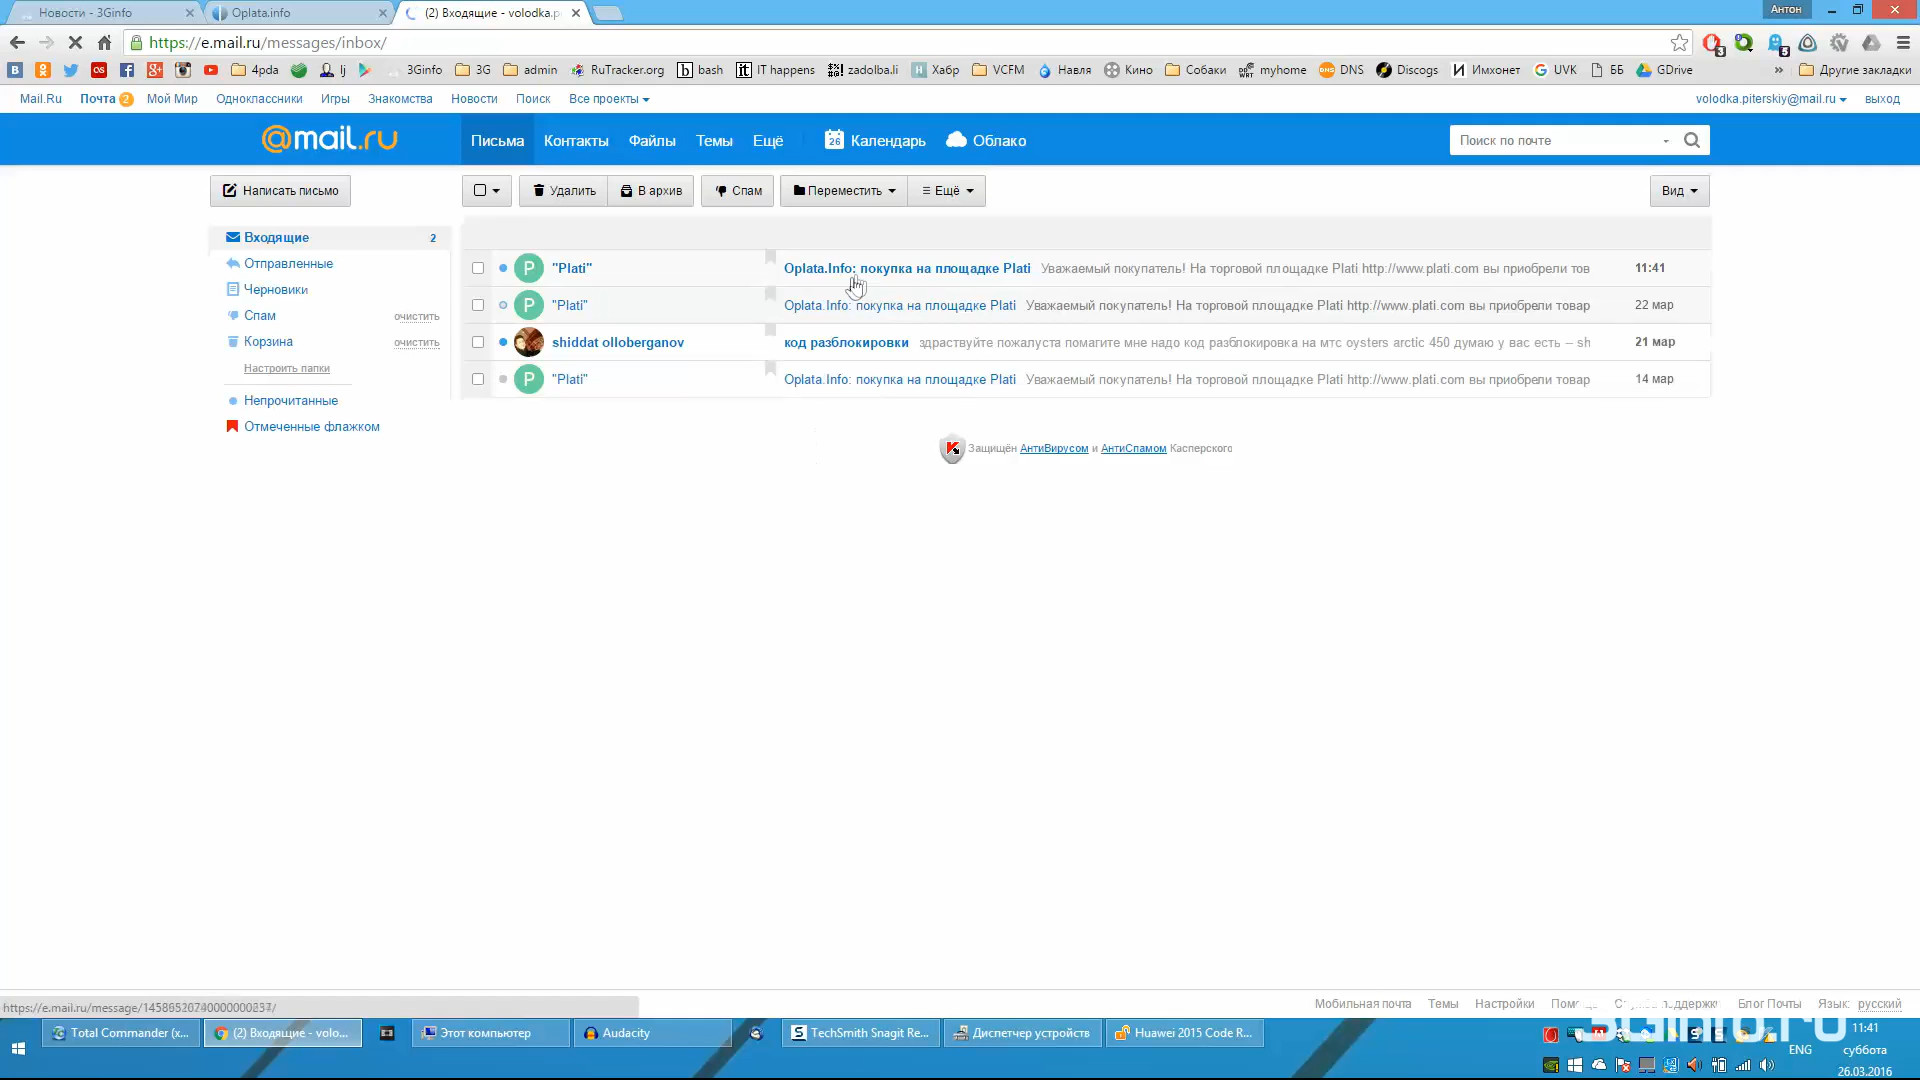 Новости - 3Ginfo
Oplata.info
(2) Входящие - volodka.p
Антон
https://e.mail.ru/messages/inbox/
4pda
lj
3Ginfo
3G
admin
RuTracker.org
bash
IT happens
zadolba.li
Хабр
VCFM
Навля
Кино
Собаки
myhome
DNS
Discogs
Имхонет
UVK
ББ
GDrive
»
Другие закладки
Mail.Ru
Почта 2
Мой Мир
Одноклассники
Игры
Знакомства
Новости
Поиск
Все проекты
volodka.piterskiy@mail.ru
выход
@mail.ru
Письма
Контакты
Файлы
Темы
Ещё
26 Календарь
Облако
Поиск по почте
Написать письмо
Удалить
В архив
Спам
Переместить
Ещё
Вид
Входящие 2
Отправленные
Черновики
Спам очистить
Корзина очистить
Настроить папки
Непрочитанные
Отмеченные флажком
P "Plati" Oplata.Info: покупка на площадке Plati Уважаемый покупатель! На торговой площадке Plati http://www.plati.com вы приобрели тов 11:41
P "Plati" Oplata.Info: покупка на площадке Plati Уважаемый покупатель! На торговой площадке Plati http://www.plati.com вы приобрели товар 22 мар
shiddat olloberganov код разблокировки здраствуйте пожалуста помагите мне надо код разблокировка на мтс oysters arctic 450 думаю у вас есть – sh 21 мар
P "Plati" Oplata.Info: покупка на площадке Plati Уважаемый покупатель! На торговой площадке Plati http://www.plati.com вы приобрели товар 14 мар
Защищён АнтиВирусом и АнтиСпамом Касперского
Мобильная почта
Темы
Настройки
Блог Почты
Язык: русский
Total Commander (x...
(2) Входящие - volo...
Этот компьютер
Audacity
TechSmith Snagit Re...
Диспетчер устройств
Huawei 2015 Code R...
3Ginfo.ru
ENG
11:41
суббота
26.03.2016